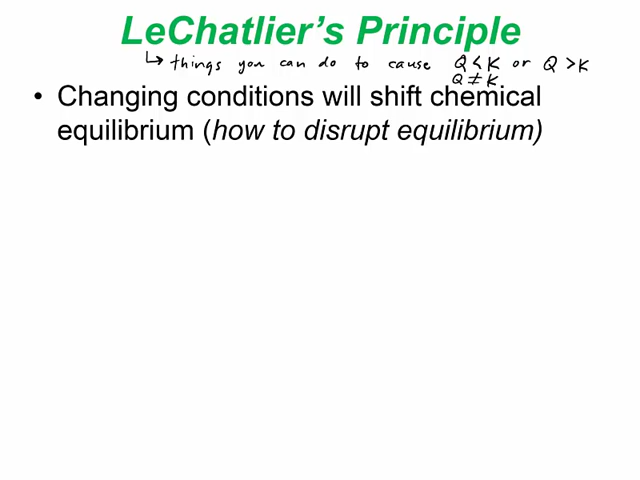 LeChatlier's Principle
↳ things you can do to cause Q < K or Q > K
Q ≠ K
• Changing conditions will shift chemical
equilibrium (how to disrupt equilibrium)